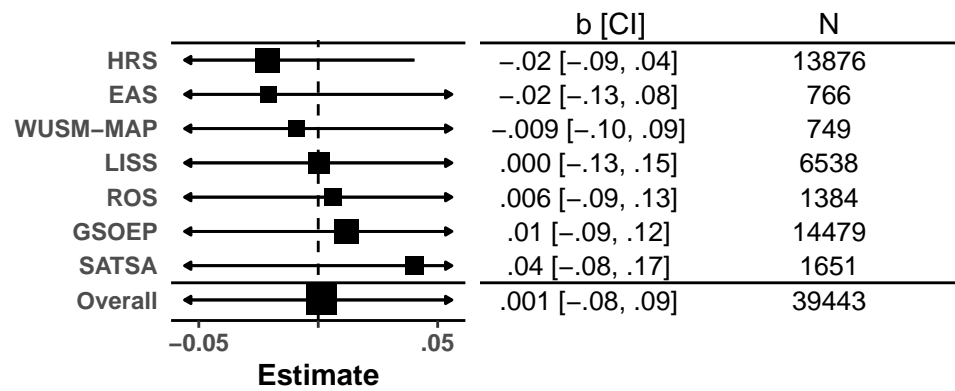 b [CI] N
HRS −.02 [−.09, .04] 13876
EAS −.02 [−.13, .08] 766
WUSM−MAP −.009 [−.10, .09] 749
LISS .000 [−.13, .15] 6538
ROS .006 [−.09, .13] 1384
GSOEP .01 [−.09, .12] 14479
SATSA .04 [−.08, .17] 1651
Overall .001 [−.08, .09] 39443
−0.05 .05
Estimate